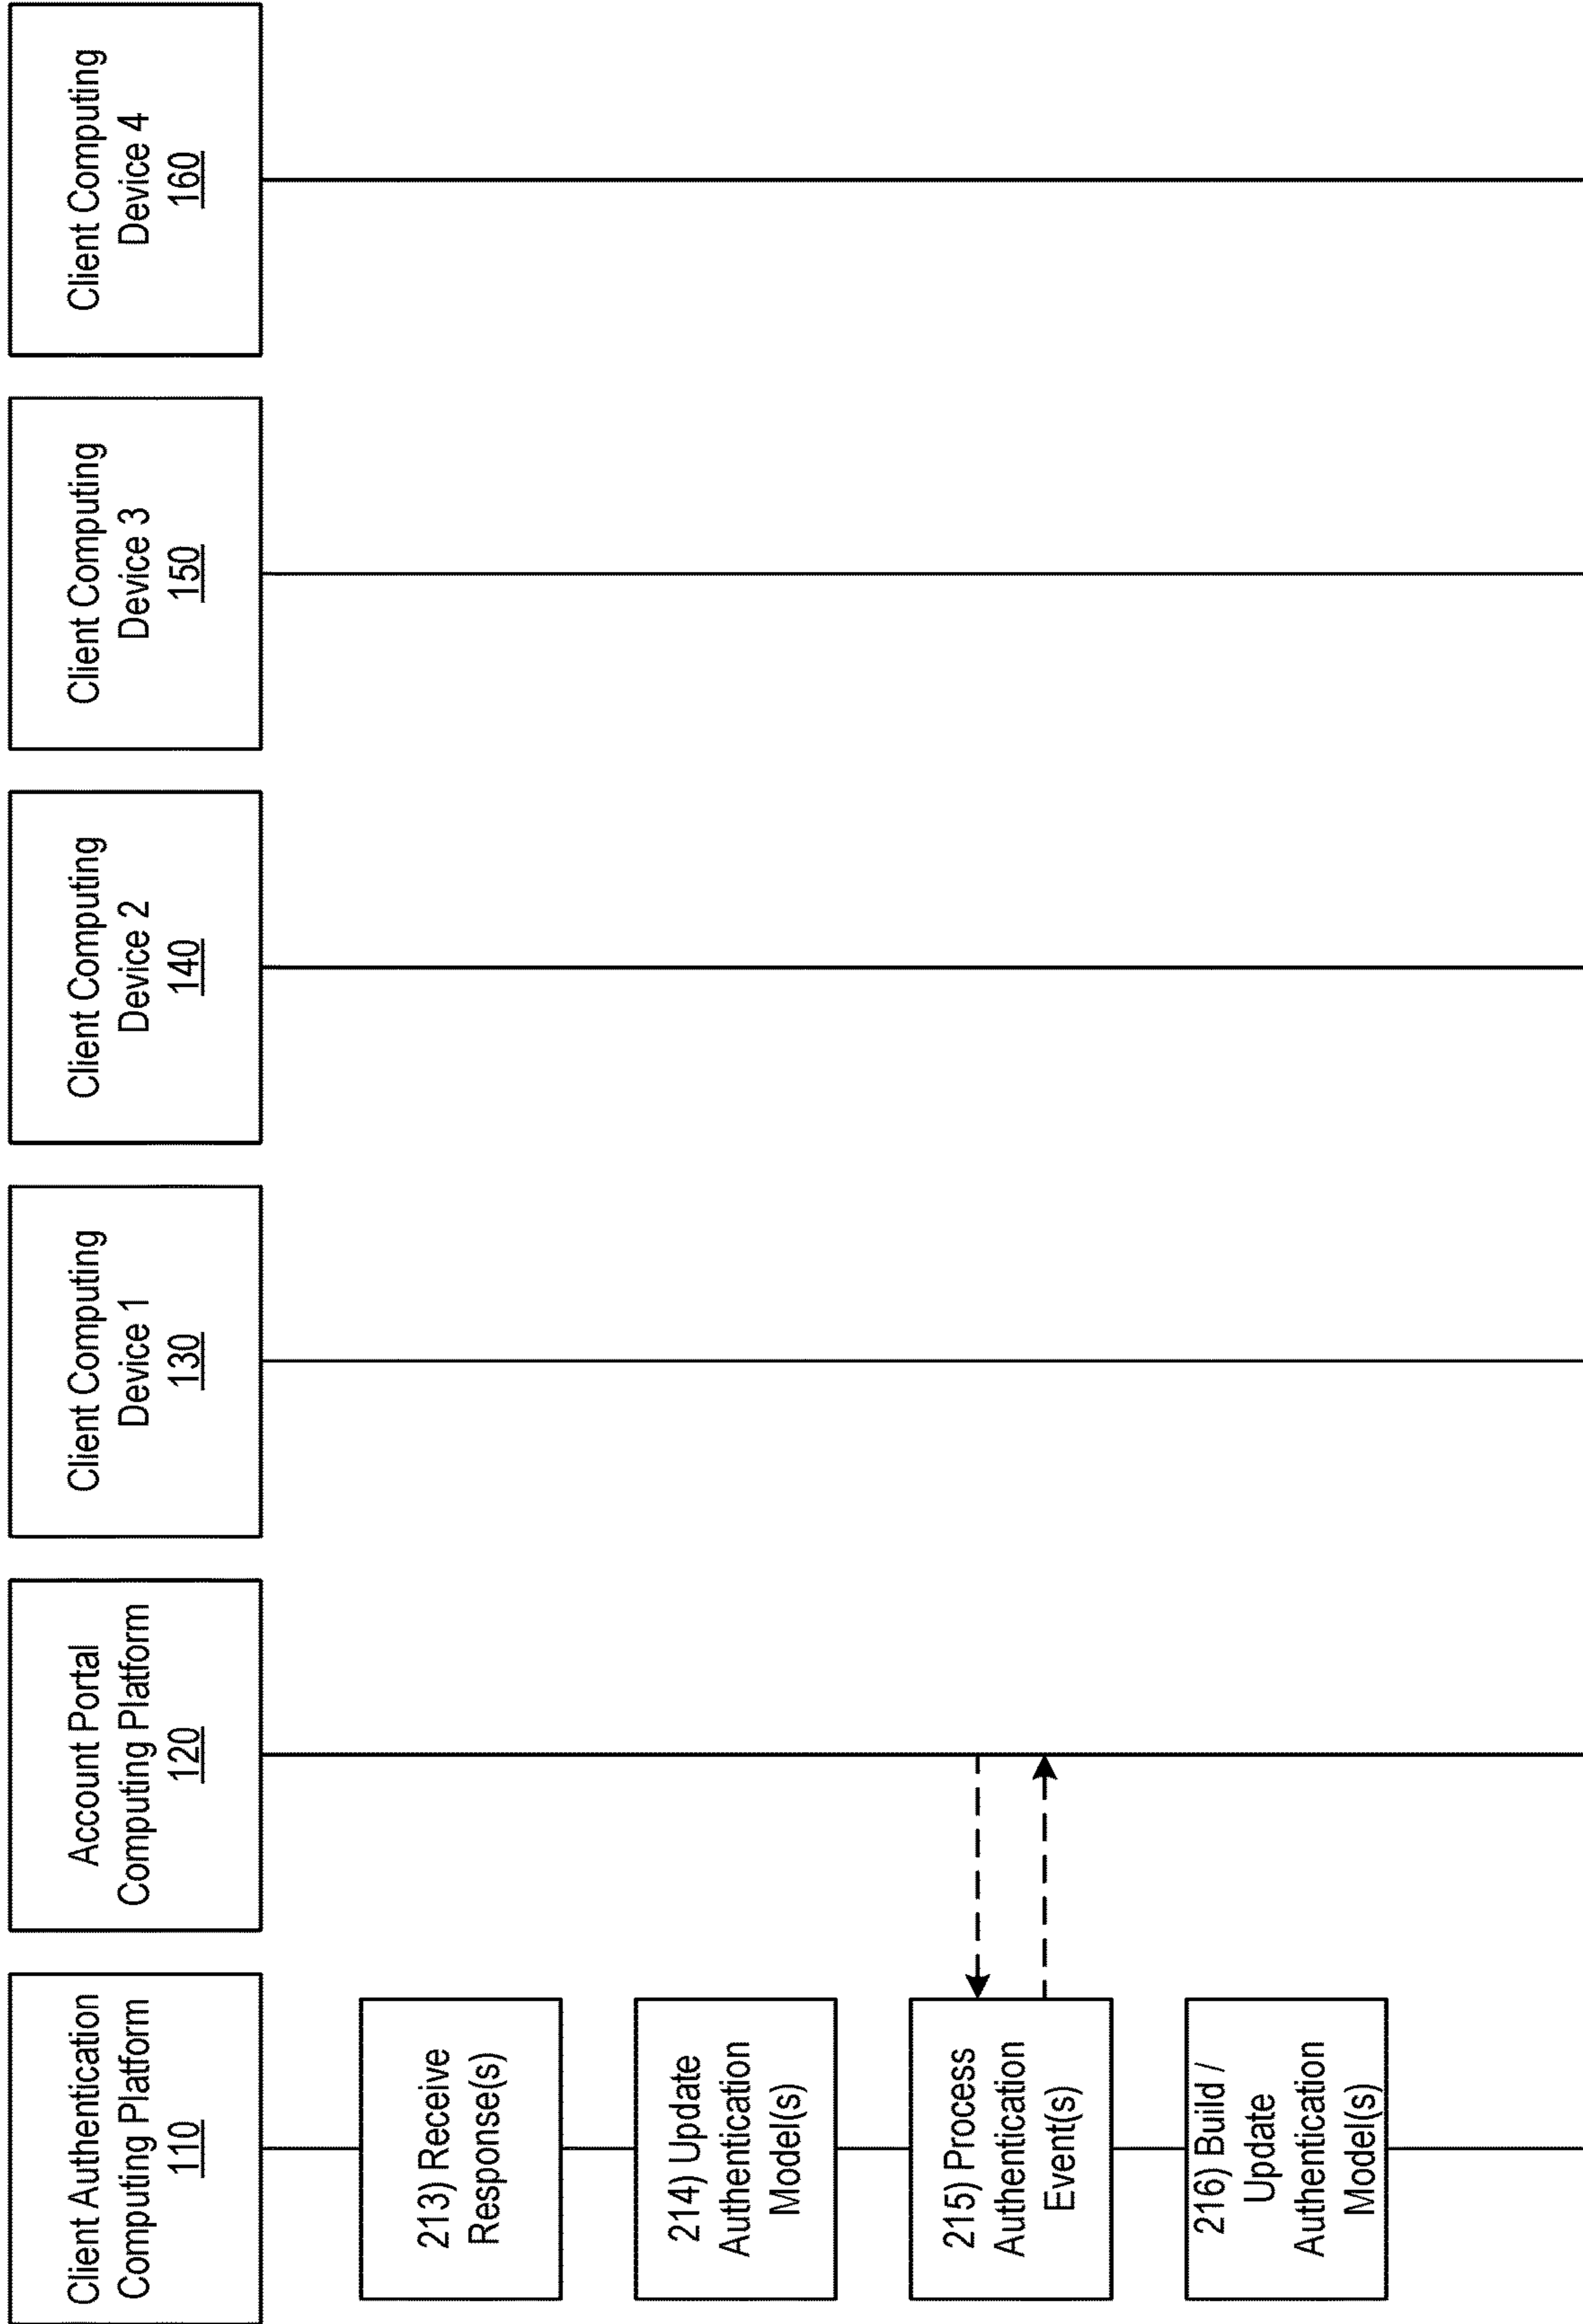 Client Authentication
Computing Platform
110
Account Portal
Computing Platform
120
Client Computing
Device 1
130
Client Computing
Device 2
140
Client Computing
Device 3
150
Client Computing
Device 4
160
213) Receive
Response(s)
214) Update
Authentication
Model(s)
215) Process
Authentication
Event(s)
216) Build /
Update
Authentication
Model(s)